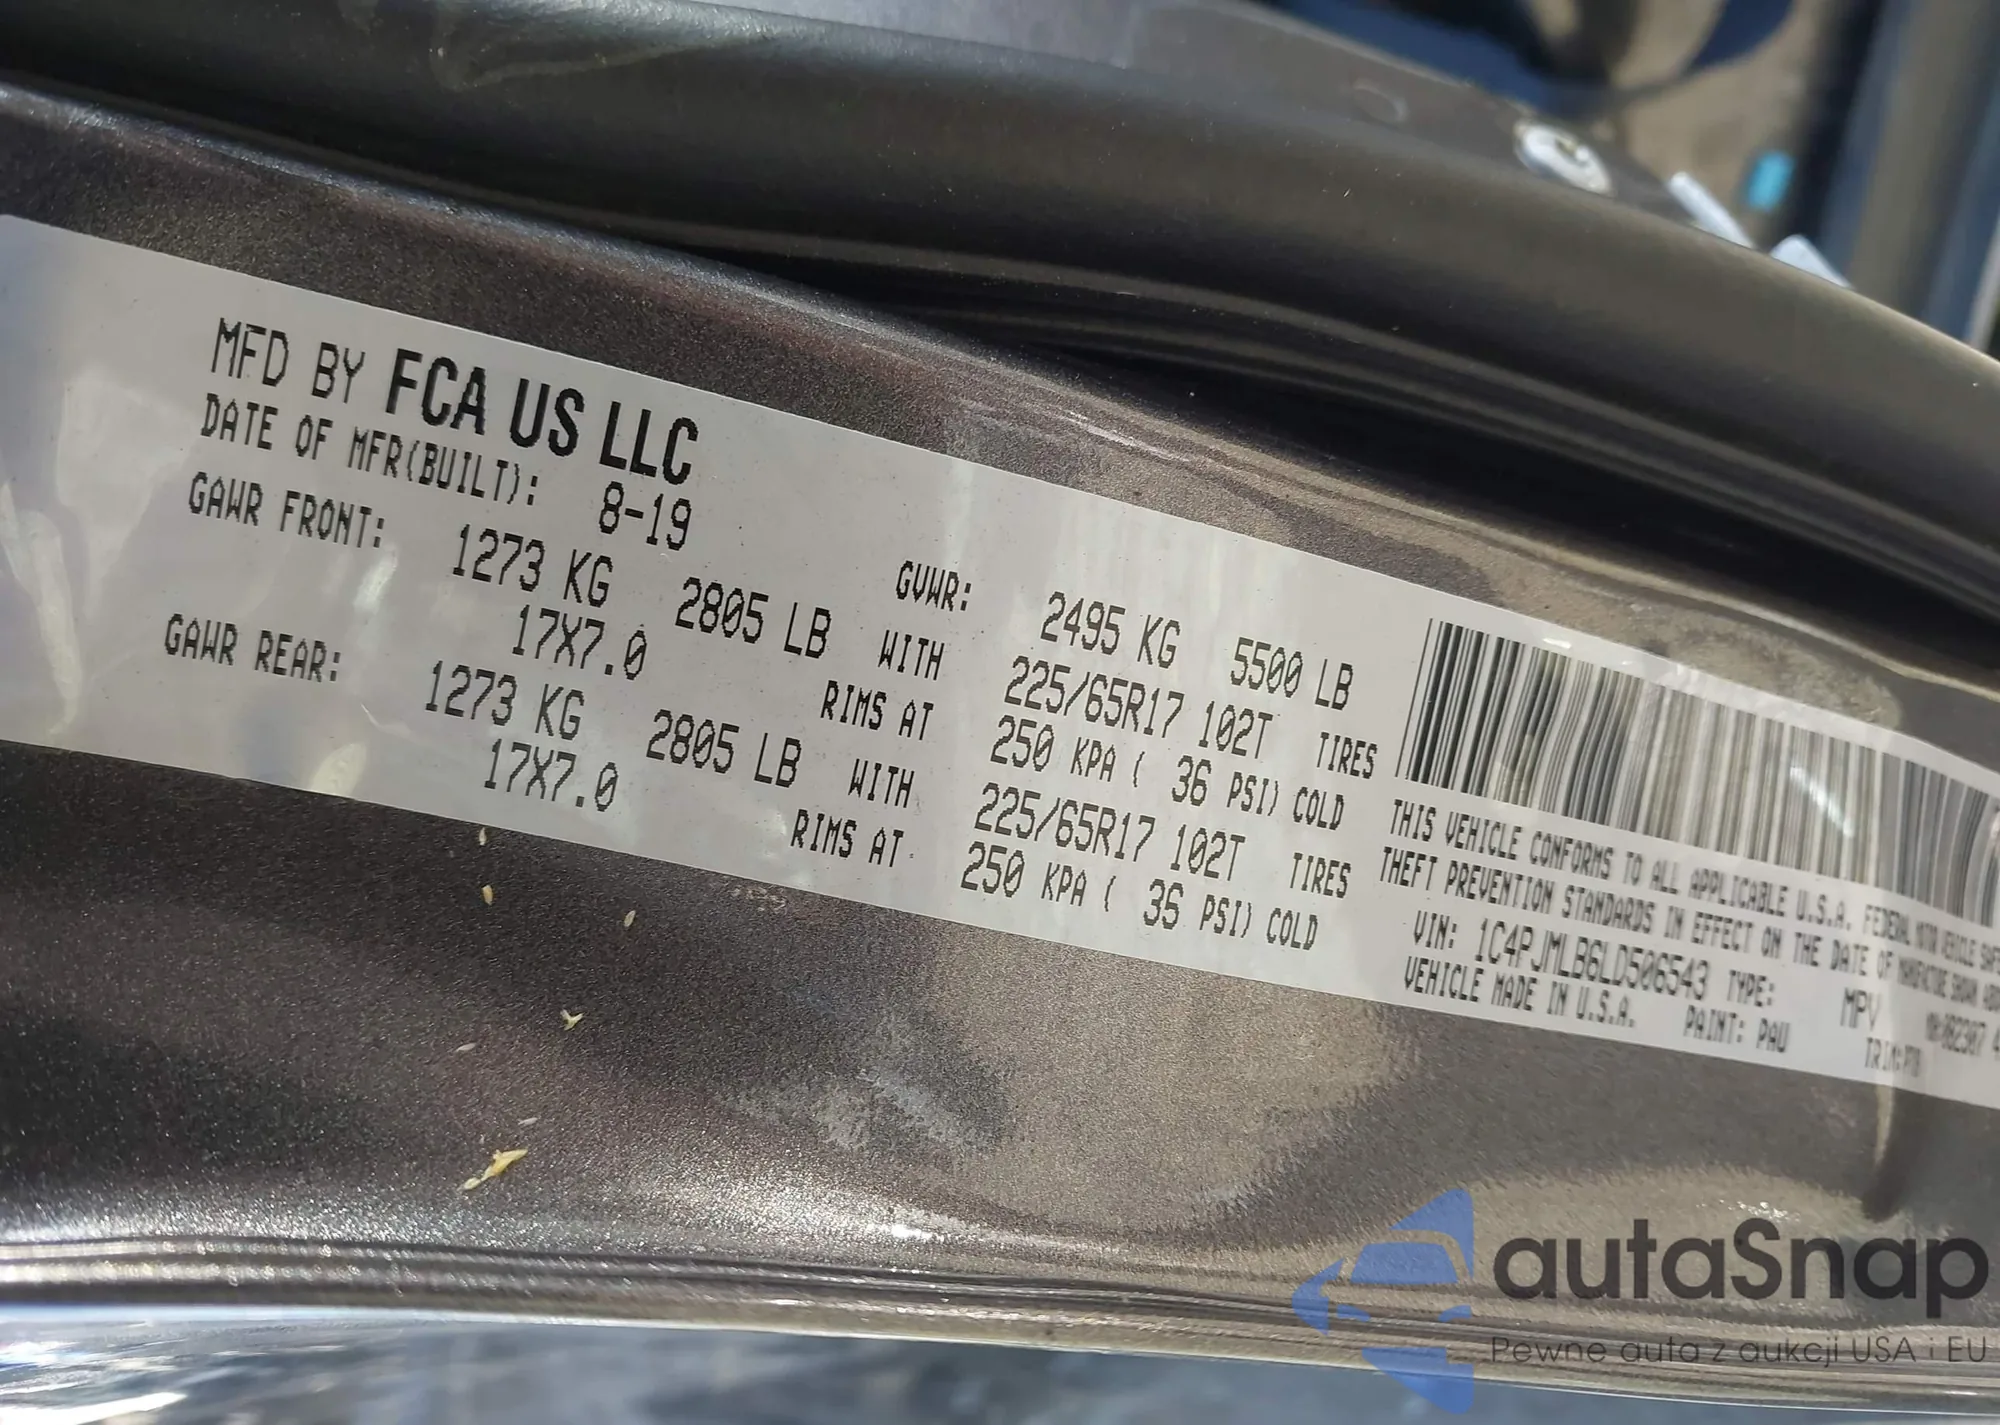 MFD BY FCA US LLC
DATE OF MFR(BUILT): 8-19
GVWR: 2495 KG 5500 LB
GAWR FRONT: 1273 KG 2805 LB WITH 225/65R17 102T TIRES
17X7.0 RIMS AT 250 KPA ( 36 PSI) COLD
GAWR REAR: 1273 KG 2805 LB WITH 225/65R17 102T TIRES
17X7.0 RIMS AT 250 KPA ( 36 PSI) COLD
THIS VEHICLE CONFORMS TO ALL APPLICABLE U.S.A. FEDERAL MOTOR VEHICLE
THEFT PREVENTION STANDARDS IN EFFECT ON THE DATE OF MANUFACTURE SHOWN
VIN: 1C4PJMLB6LD506543 TYPE: MPV
VEHICLE MADE IN U.S.A. PAINT: PAU TRIM:
autaSnap
Pewne auta z aukcji USA i EU